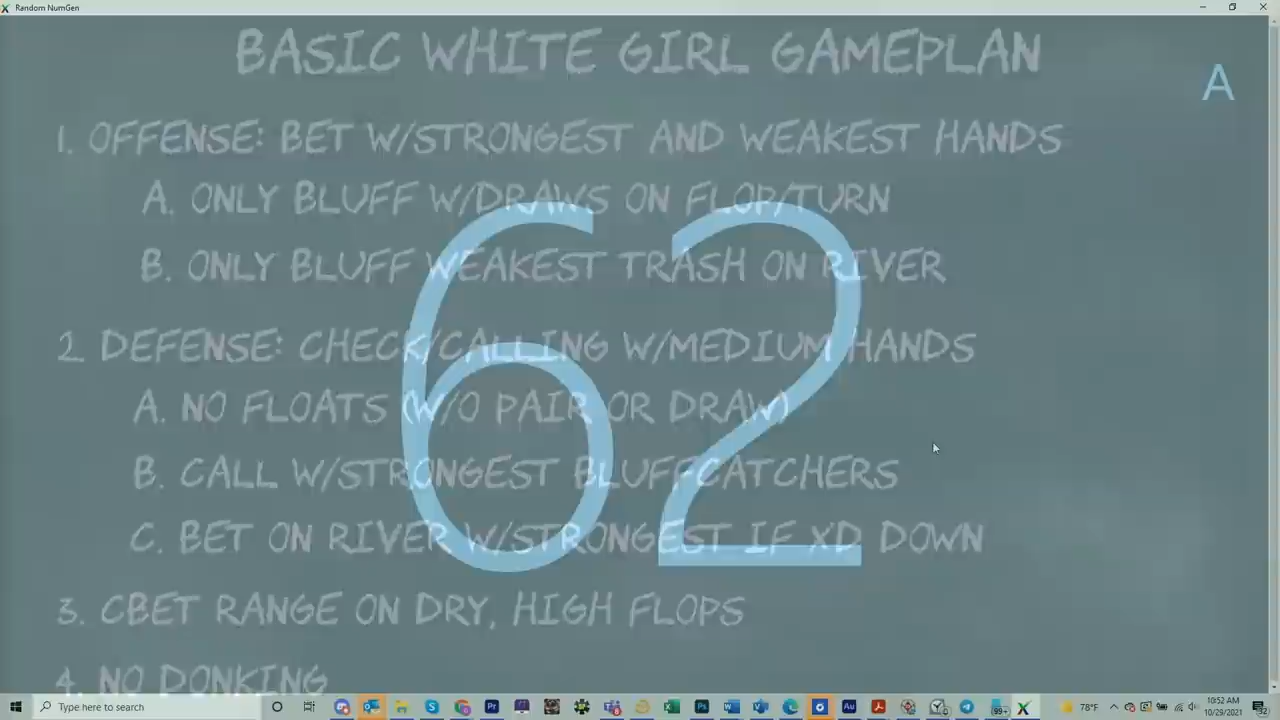 Random NumGen
BASIC WHITE GIRL GAMEPLAN
A
1. OFFENSE: BET W/STRONGEST AND WEAKEST HANDS
A. ONLY BLUFF W/DRAWS ON FLOP/TURN
B. ONLY BLUFF WEAKEST TRASH ON RIVER
62
2. DEFENSE: CHECK/CALLING W/MEDIUM HANDS
A. NO FLOATS (W/O PAIR OR DRAW)
B. CALL W/STRONGEST BLUFFCATCHERS
C. BET ON RIVER W/STRONGEST IF X'D DOWN
3. CBET RANGE ON DRY, HIGH FLOPS
4. NO DONKING
Type here to search
99+
78°F
10:52 AM
10/29/2021
32